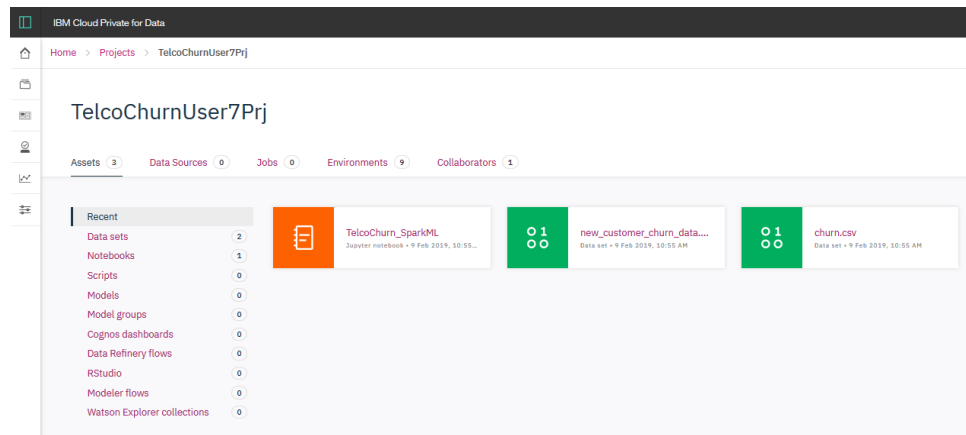 IBM Cloud Private for Data
Home > Projects > TelcoChurnUser7Prj
TelcoChurnUser7Prj
Assets 3 Data Sources 0 Jobs 0 Environments 9 Collaborators 1
Recent
Data sets 2
Notebooks 1
Scripts 0
Models 0
Model groups 0
Cognos dashboards 0
Data Refinery flows 0
RStudio 0
Modeler flows 0
Watson Explorer collections 0
TelcoChurn_SparkML
Jupyter notebook • 9 Feb 2019, 10:55...
01
00
new_customer_churn_data....
Data set • 9 Feb 2019, 10:55 AM
01
00
churn.csv
Data set • 9 Feb 2019, 10:55 AM